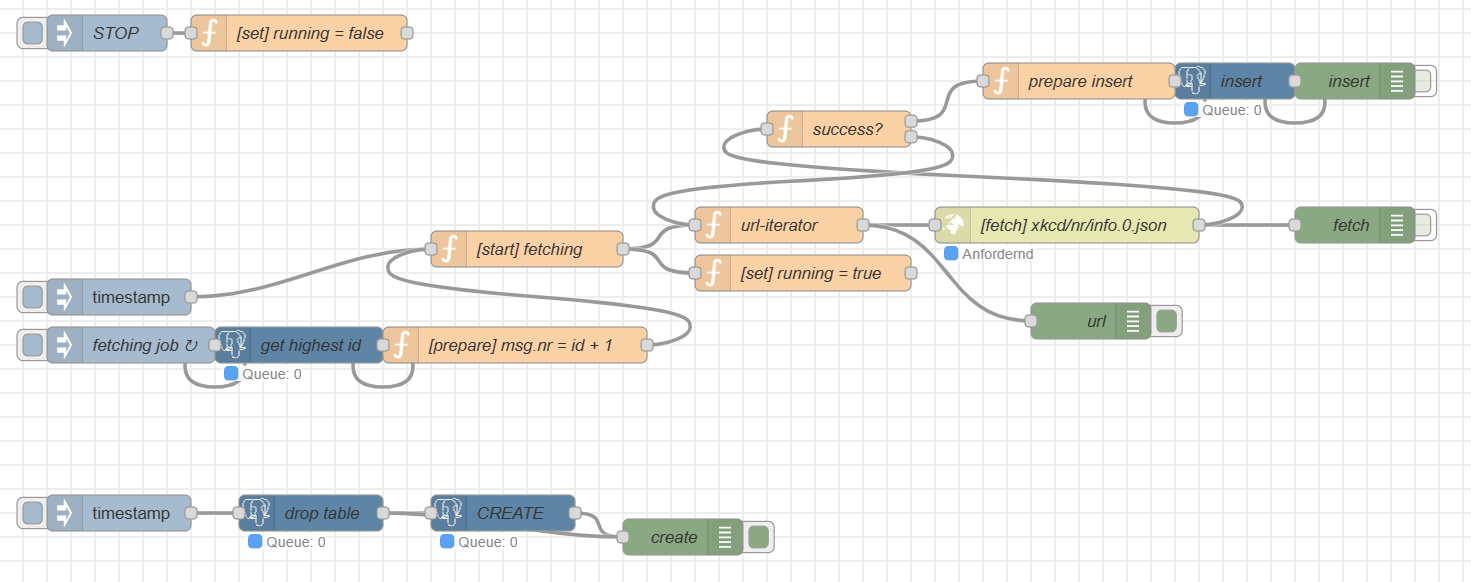 STOP
[set] running = false
prepare insert
insert
insert
Queue: 0
success?
url-iterator
[fetch] xkcd/nr/info.0.json
fetch
Anfordernd
[start] fetching
[set] running = true
timestamp
url
fetching job ↻
get highest id
[prepare] msg.nr = id + 1
Queue: 0
timestamp
drop table
CREATE
create
Queue: 0
Queue: 0